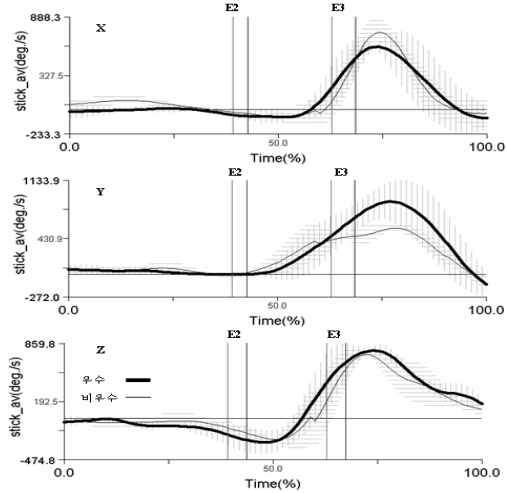 E2 E3
888.3
X
327.5
-233.3
stick_av(deg./s)
0.0 50.0 100.0
Time(%)
E2 E3
1133.9
Y
430.9
-272.0
stick_av(deg./s)
0.0 50.0 100.0
Time(%)
E2 E3
859.8
Z
우수
비우수
192.5
-474.8
stick_av(deg./s)
0.0 50.0 100.0
Time(%)